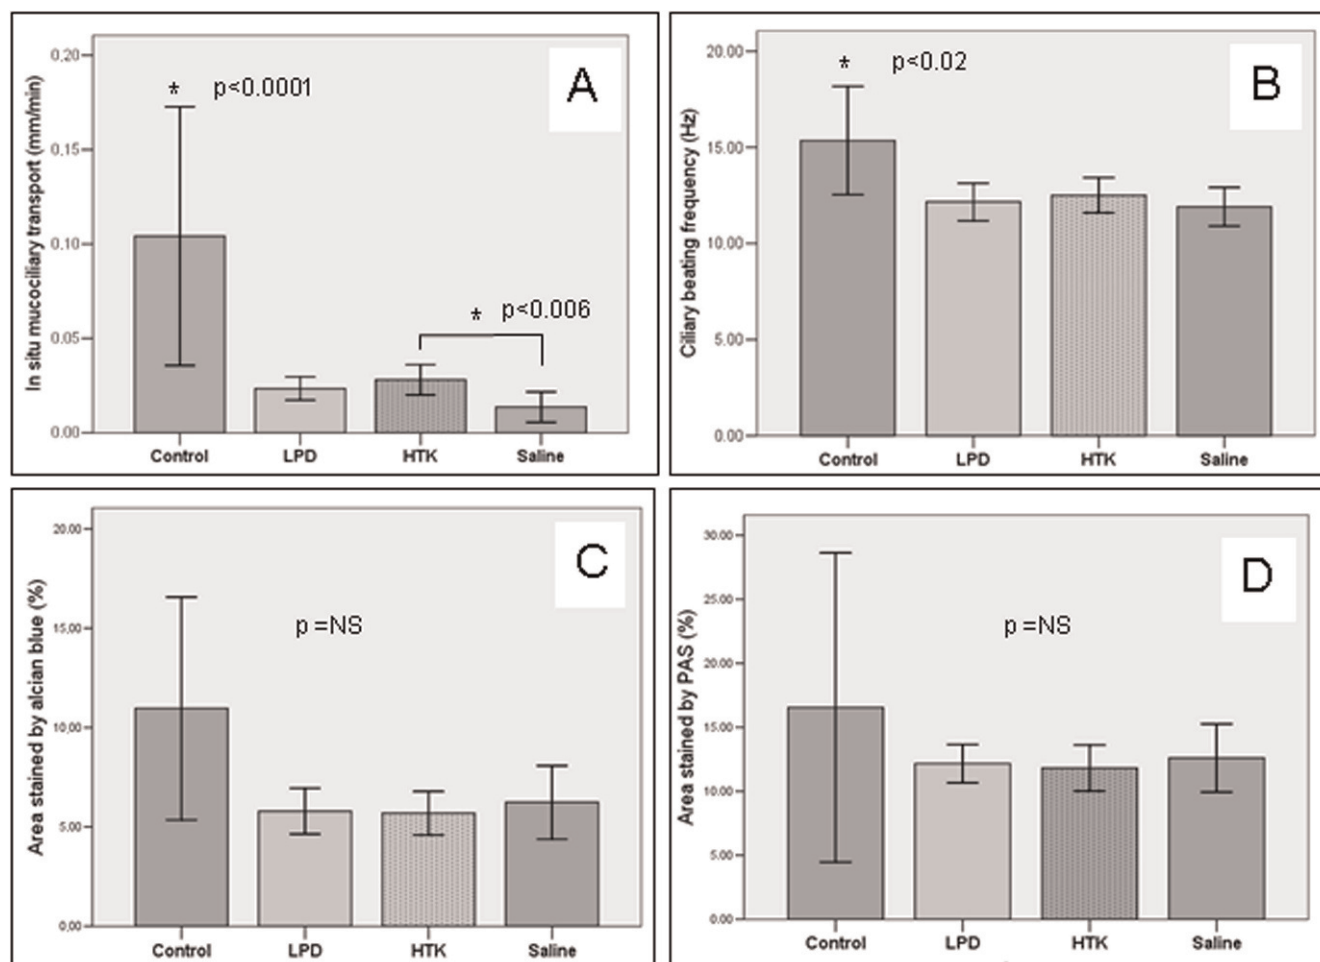 A
In situ mucociliary transport (mm/min)
0.20
0.15
0.10
0.05
0.00
* p<0.0001
* p<0.006
Control LPD HTK Saline
B
Ciliary beating frequency (Hz)
20.00
15.00
10.00
5.00
0.00
* p<0.02
Control LPD HTK Saline
C
Area stained by alcian blue (%)
20.00
15.00
10.00
5.00
0.00
p =NS
Control LPD HTK Saline
D
Area stained by PAS (%)
30.00
25.00
20.00
15.00
10.00
5.00
0.00
p =NS
Control LPD HTK Saline